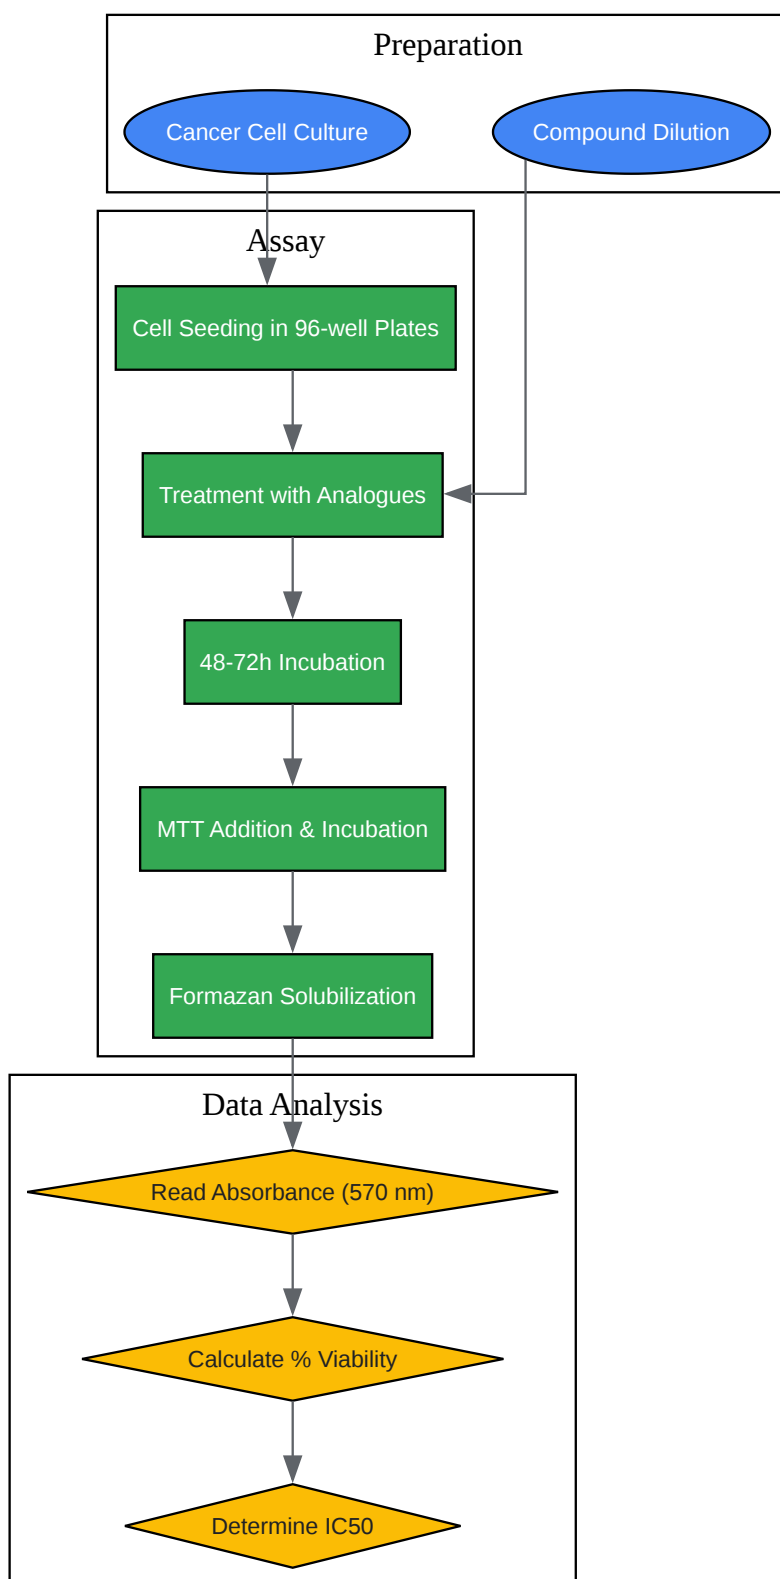 Preparation
Cancer Cell Culture
Compound Dilution
Assay
Cell Seeding in 96-well Plates
Treatment with Analogues
48-72h Incubation
MTT Addition & Incubation
Formazan Solubilization
Data Analysis
Read Absorbance (570 nm)
Calculate % Viability
Determine IC50